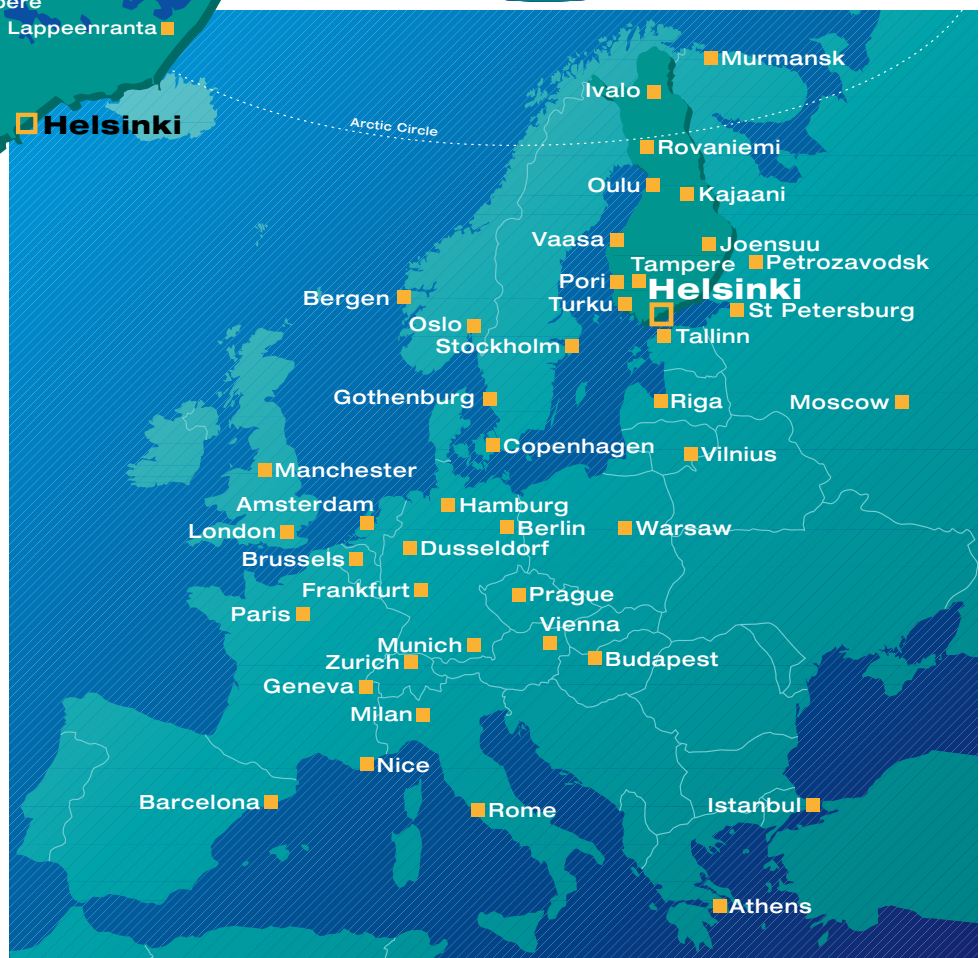 Lappeenranta
Helsinki
Arctic Circle
Murmansk
Ivalo
Rovaniemi
Oulu
Kajaani
Vaasa
Joensuu
Tampere
Petrozavodsk
Pori
Helsinki
Bergen
Turku
St Petersburg
Oslo
Tallinn
Stockholm
Gothenburg
Riga
Moscow
Copenhagen
Vilnius
Manchester
Amsterdam
Hamburg
London
Berlin
Warsaw
Brussels
Dusseldorf
Frankfurt
Prague
Paris
Vienna
Munich
Zurich
Budapest
Geneva
Milan
Nice
Barcelona
Rome
Istanbul
Athens